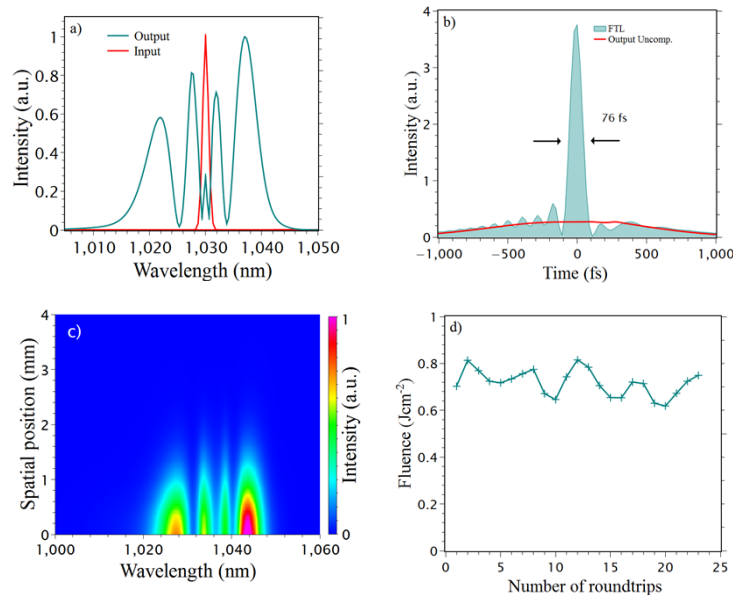 a)
Output
Input
Intensity (a.u.)
1
0.8
0.6
0.4
0.2
0
1,010
1,020
1,030
1,040
1,050
Wavelength (nm)
b)
FTL
Output Uncomp.
76 fs
Intensity (a.u.)
4
3
2
1
0
−1,000
−500
0
500
1,000
Time (fs)
c)
Spatial position (mm)
4
3
2
1
0
1,000
1,020
1,040
1,060
Wavelength (nm)
1
0
Intensity (a.u.)
d)
Fluence (Jcm-2)
1
0.8
0.6
0.4
0.2
0
0
5
10
15
20
25
Number of roundtrips